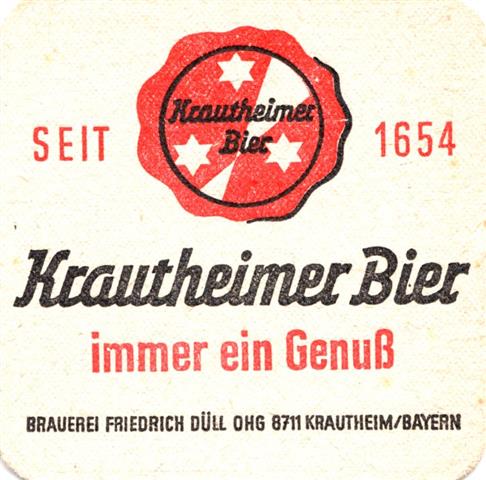 Krautheimer
Bier
SEIT 1654
Krautheimer Bier
immer ein Genuß
BRAUEREI FRIEDRICH DÜLL OHG 8711 KRAUTHEIM/BAYERN